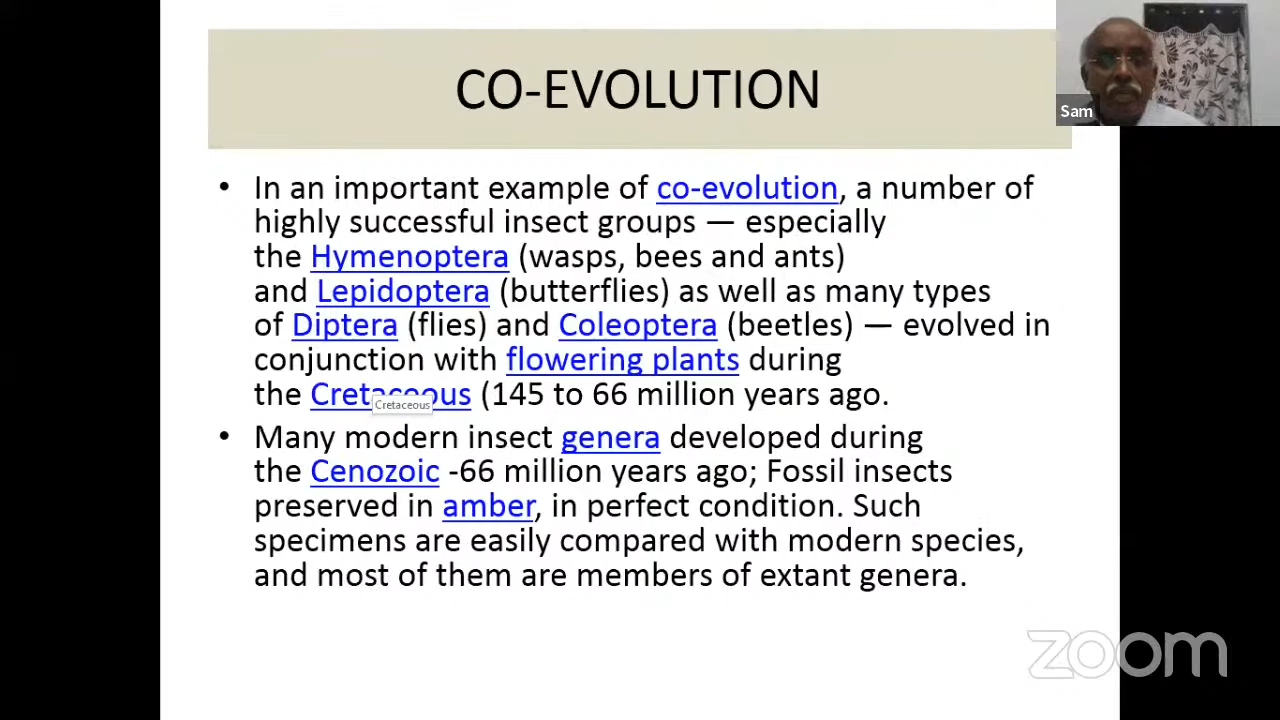 CO-EVOLUTION
Sam
• In an important example of co-evolution, a number of
highly successful insect groups — especially
the Hymenoptera (wasps, bees and ants)
and Lepidoptera (butterflies) as well as many types
of Diptera (flies) and Coleoptera (beetles) — evolved in
conjunction with flowering plants during
the Cretaceous (145 to 66 million years ago.
Cretaceous
• Many modern insect genera developed during
the Cenozoic -66 million years ago; Fossil insects
preserved in amber, in perfect condition. Such
specimens are easily compared with modern species,
and most of them are members of extant genera.
zoom